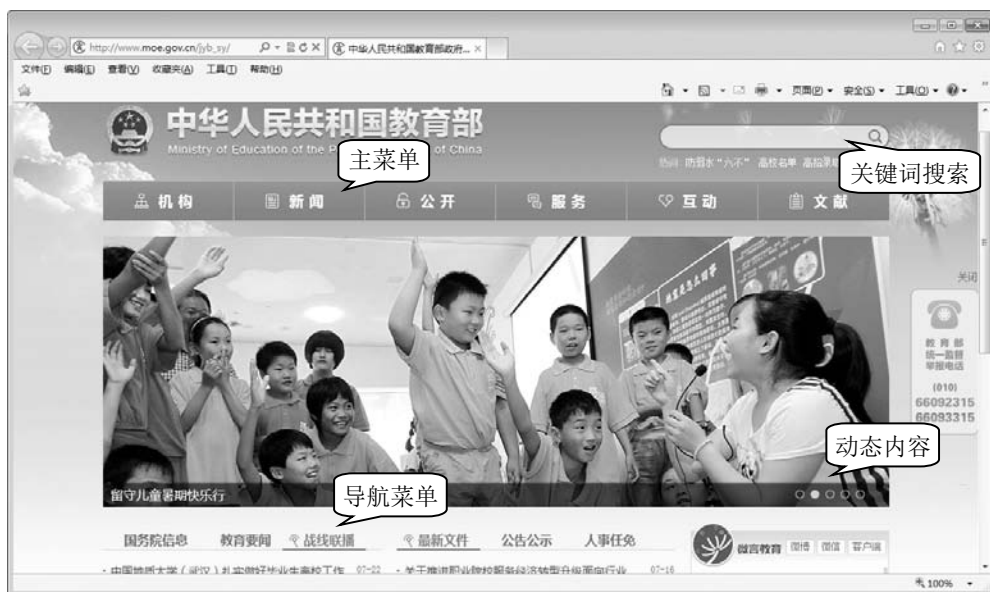 http://www.moe.gov.cn/jyb_sy/
中华人民共和国教育部政府...
文件(F) 编辑(E) 查看(V) 收藏夹(A) 工具(T) 帮助(H)
页面(P) 安全(S) 工具(O)
中华人民共和国教育部
Ministry of Education of the P of China
主菜单
热词: 防溺水“六不” 高校名单 高招录
关键词搜索
机构 新闻 公开 服务 互动 文献
关闭
教育部
统一监督
举报电话
(010)
66092315
66093315
动态内容
留守儿童暑期快乐行
导航菜单
国务院信息 教育要闻 战线联播 最新文件 公告公示 人事任免
微言教育 微博 微信 客户端
· 中国地质大学（武汉）扎实做好毕业生离校工作 07-22
· 关于推进职业院校服务经济转型升级面向行业 07-16
100%